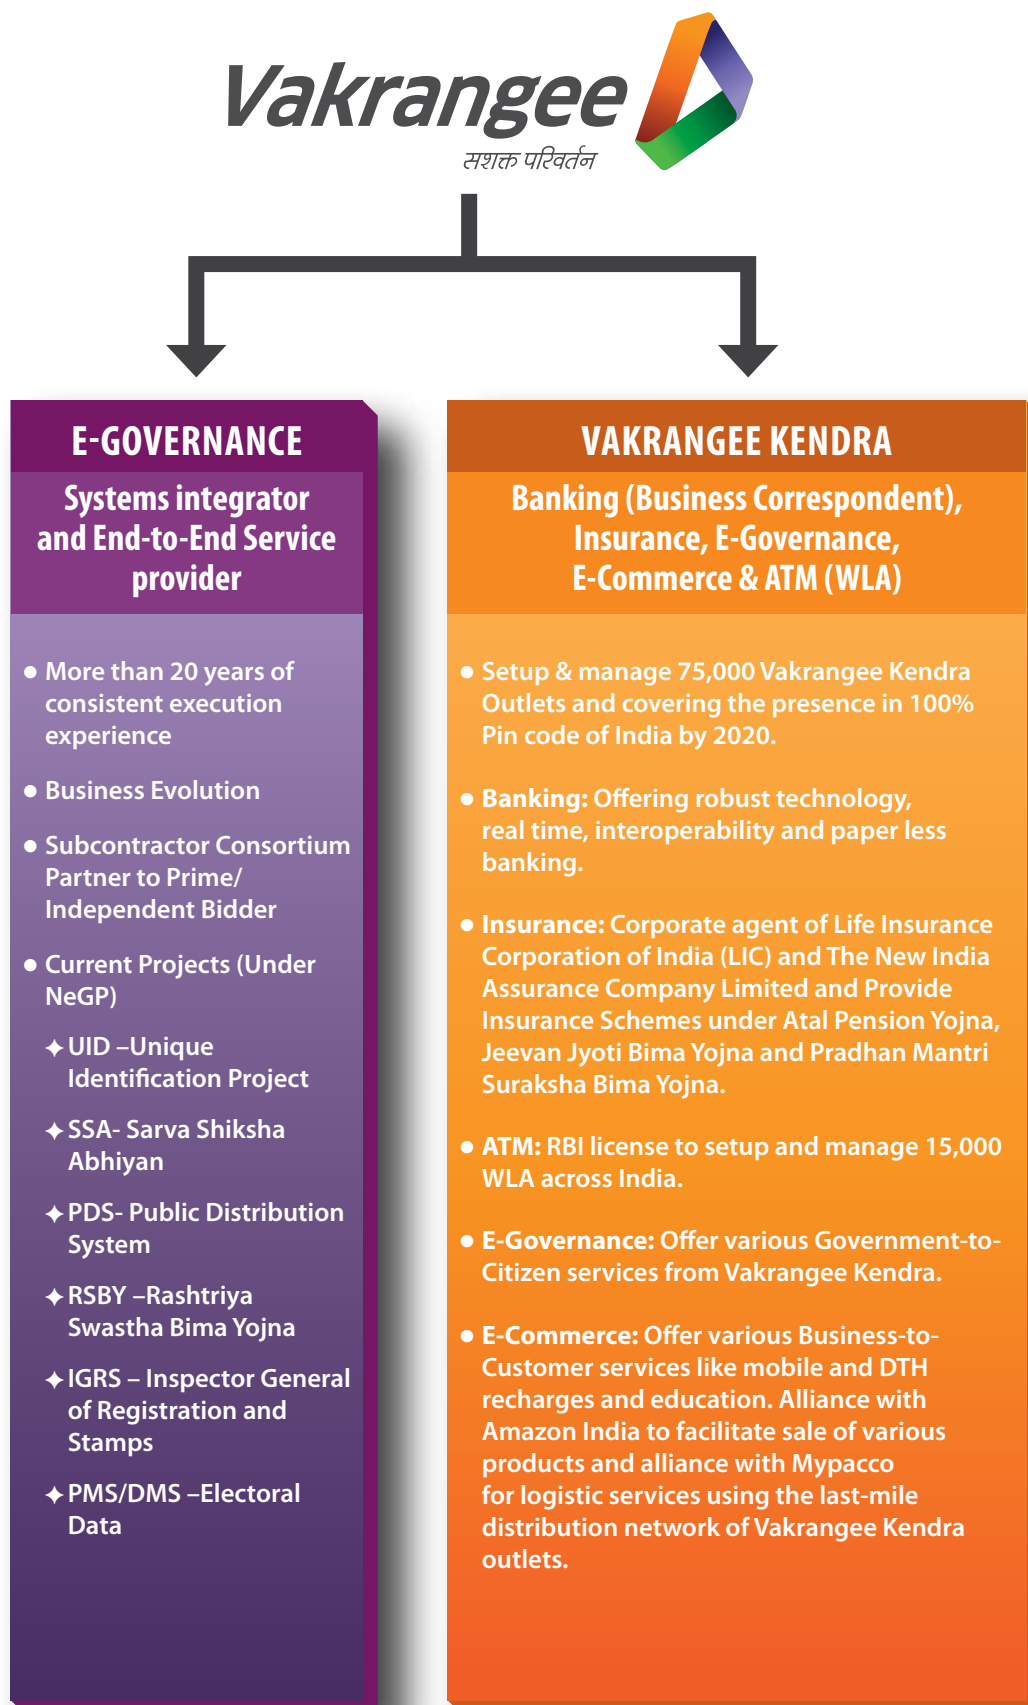 Vakrangee
सशक्त परिवर्तन
E-GOVERNANCE
Systems integrator
and End-to-End Service
provider
● More than 20 years of
consistent execution
experience
● Business Evolution
● Subcontractor Consortium
Partner to Prime/
Independent Bidder
● Current Projects (Under
NeGP)
✦ UID –Unique
Identification Project
✦ SSA- Sarva Shiksha
Abhiyan
✦ PDS- Public Distribution
System
✦ RSBY –Rashtriya
Swastha Bima Yojna
✦ IGRS – Inspector General
of Registration and
Stamps
✦ PMS/DMS –Electoral
Data
VAKRANGEE KENDRA
Banking (Business Correspondent),
Insurance, E-Governance,
E-Commerce & ATM (WLA)
● Setup & manage 75,000 Vakrangee Kendra
Outlets and covering the presence in 100%
Pin code of India by 2020.
● Banking: Offering robust technology,
real time, interoperability and paper less
banking.
● Insurance: Corporate agent of Life Insurance
Corporation of India (LIC) and The New India
Assurance Company Limited and Provide
Insurance Schemes under Atal Pension Yojna,
Jeevan Jyoti Bima Yojna and Pradhan Mantri
Suraksha Bima Yojna.
● ATM: RBI license to setup and manage 15,000
WLA across India.
● E-Governance: Offer various Government-to-
Citizen services from Vakrangee Kendra.
● E-Commerce: Offer various Business-to-
Customer services like mobile and DTH
recharges and education. Alliance with
Amazon India to facilitate sale of various
products and alliance with Mypacco
for logistic services using the last-mile
distribution network of Vakrangee Kendra
outlets.